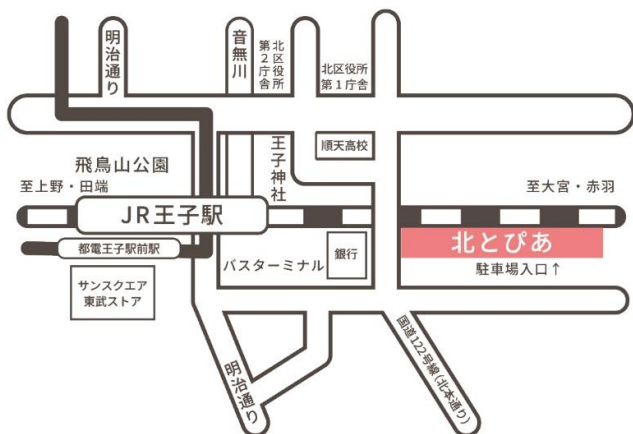 明治通り
音無川
北区役所
第2庁舎
北区役所
第1庁舎
飛鳥山公園
王子神社
順天高校
至上野・田端
JR王子駅
至大宮・赤羽
都電王子駅前駅
バスターミナル
銀行
北とぴあ
駐車場入口↑
サンスクエア
東武ストア
明治通り
国道122号線(北本通り)